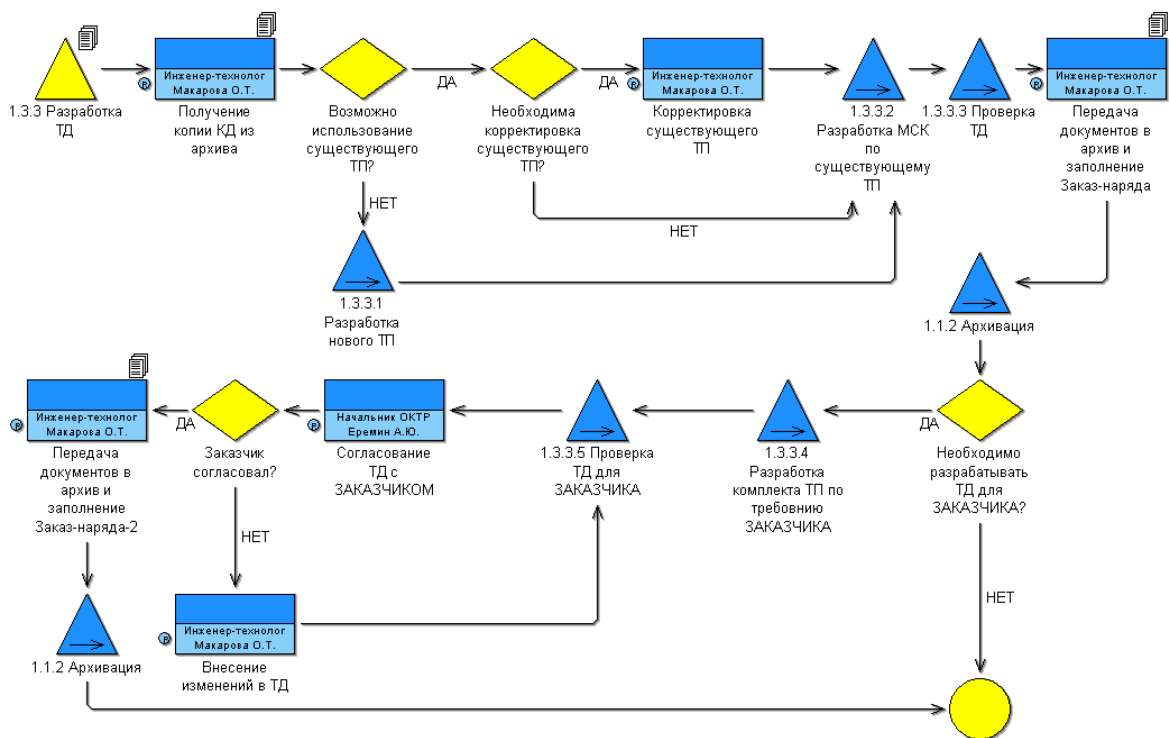 1.3.3 Разработка
ТД
Инженер-технолог
Макарова О.Т.
Р
Получение
копии КД из
архива
Возможно
использование
существующего
ТП?
ДА
Необходима
корректировка
существующего
ТП?
ДА
Инженер-технолог
Макарова О.Т.
Р
Корректировка
существующего
ТП
1.3.3.2
Разработка МСК
по
существующему
ТП
1.3.3.3 Проверка
ТД
Инженер-технолог
Макарова О.Т.
Р
Передача
документов в
архив и
заполнение
Заказ-наряда
НЕТ
НЕТ
1.3.3.1
Разработка
нового ТП
1.1.2 Архивация
Инженер-технолог
Макарова О.Т.
Р
Передача
документов в
архив и
заполнение
Заказ-наряда-2
ДА
Заказчик
согласовал?
Начальник ОКТР
Еремин А.Ю.
Р
Согласование
ТД с
ЗАКАЗЧИКОМ
1.3.3.5 Проверка
ТД для
ЗАКАЗЧИКА
1.3.3.4
Разработка
комплекта ТП по
требовнию
ЗАКАЗЧИКА
ДА
Необходимо
разрабатывать
ТД для
ЗАКАЗЧИКА?
НЕТ
НЕТ
1.1.2 Архивация
Инженер-технолог
Макарова О.Т.
Р
Внесение
изменений в ТД